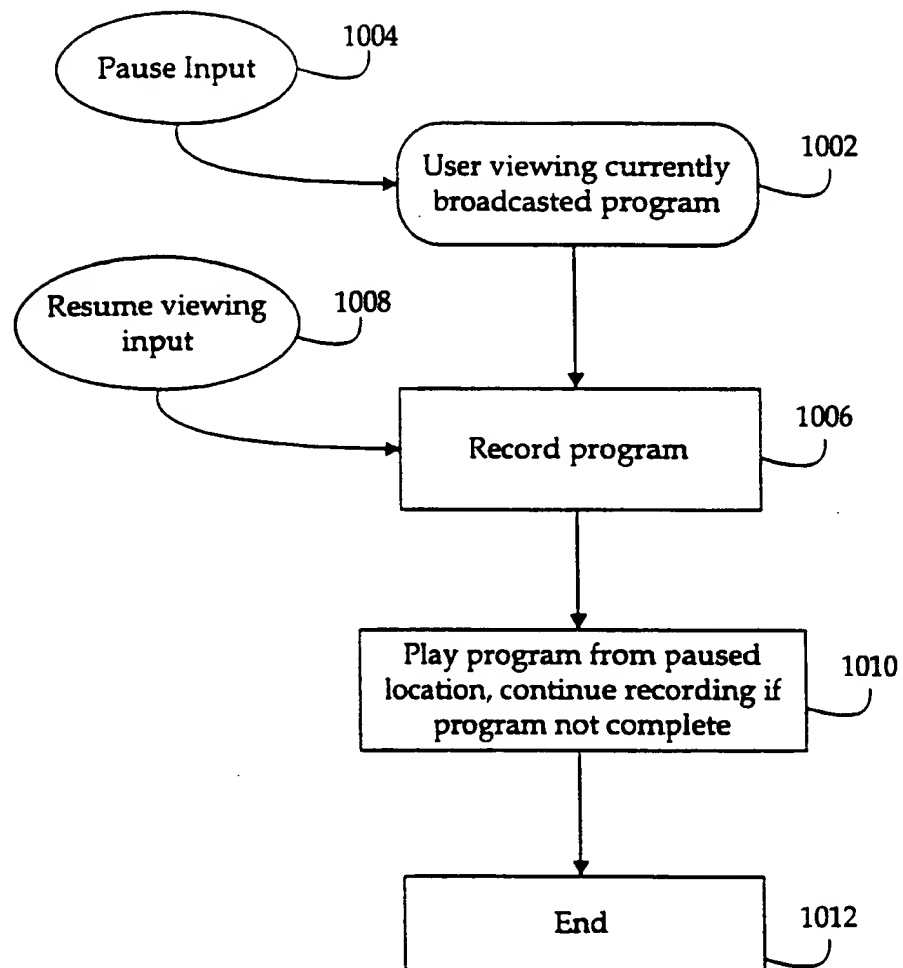 1004
Pause Input
User viewing currently
broadcasted program
1002
Resume viewing
input
1008
Record program
1006
Play program from paused
location, continue recording if
program not complete
1010
End
1012